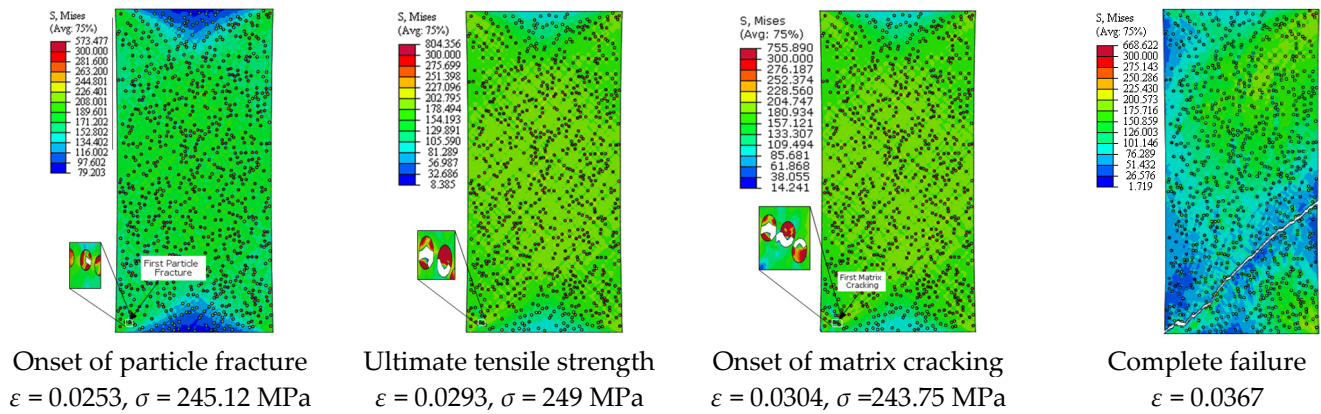 S, Mises
(Avg: 75%)
573.477
300.000
281.600
263.200
244.801
226.401
208.001
189.601
171.202
152.802
134.402
116.002
97.602
79.203
First Particle
Fracture
Onset of particle fracture
ε = 0.0253, σ = 245.12 MPa
S, Mises
(Avg: 75%)
804.356
300.000
275.699
251.398
227.096
202.795
178.494
154.193
129.891
105.590
81.289
56.987
32.686
8.385
Ultimate tensile strength
ε = 0.0293, σ = 249 MPa
S, Mises
(Avg: 75%)
755.890
300.000
276.187
252.374
228.560
204.747
180.934
157.121
133.307
109.494
85.681
61.868
38.055
14.241
First Matrix
Cracking
Onset of matrix cracking
ε = 0.0304, σ =243.75 MPa
S, Mises
(Avg: 75%)
668.622
300.000
275.143
250.286
225.430
200.573
175.716
150.859
126.003
101.146
76.289
51.432
26.576
1.719
Complete failure
ε = 0.0367